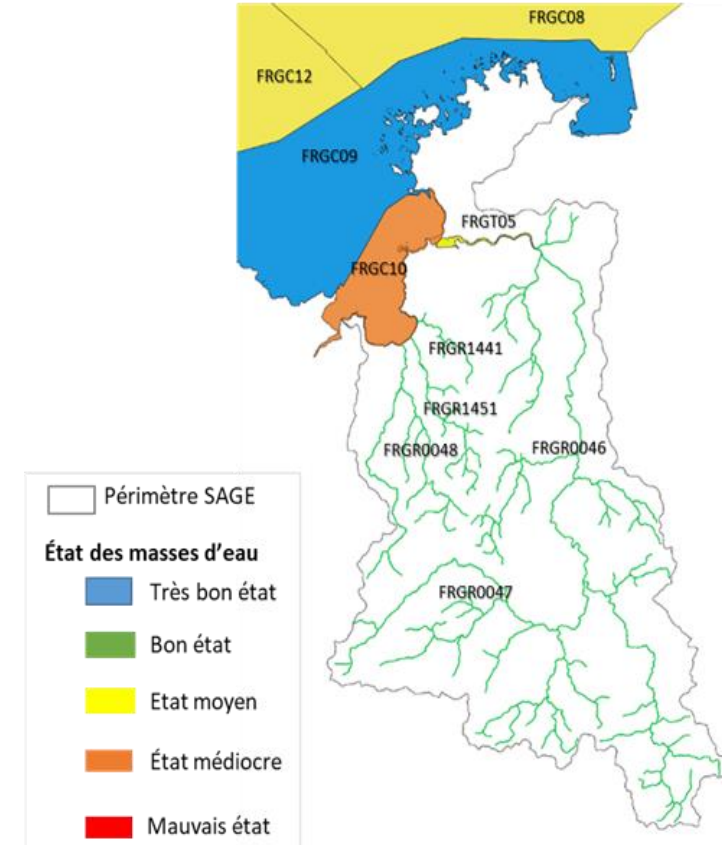 FRGC08
FRGC12
FRGC09
FRGT05
FRGC10
FRGR1441
FRGR1451
FRGR0048
FRGR0046
FRGR0047
Périmètre SAGE
État des masses d'eau
Très bon état
Bon état
Etat moyen
État médiocre
Mauvais état